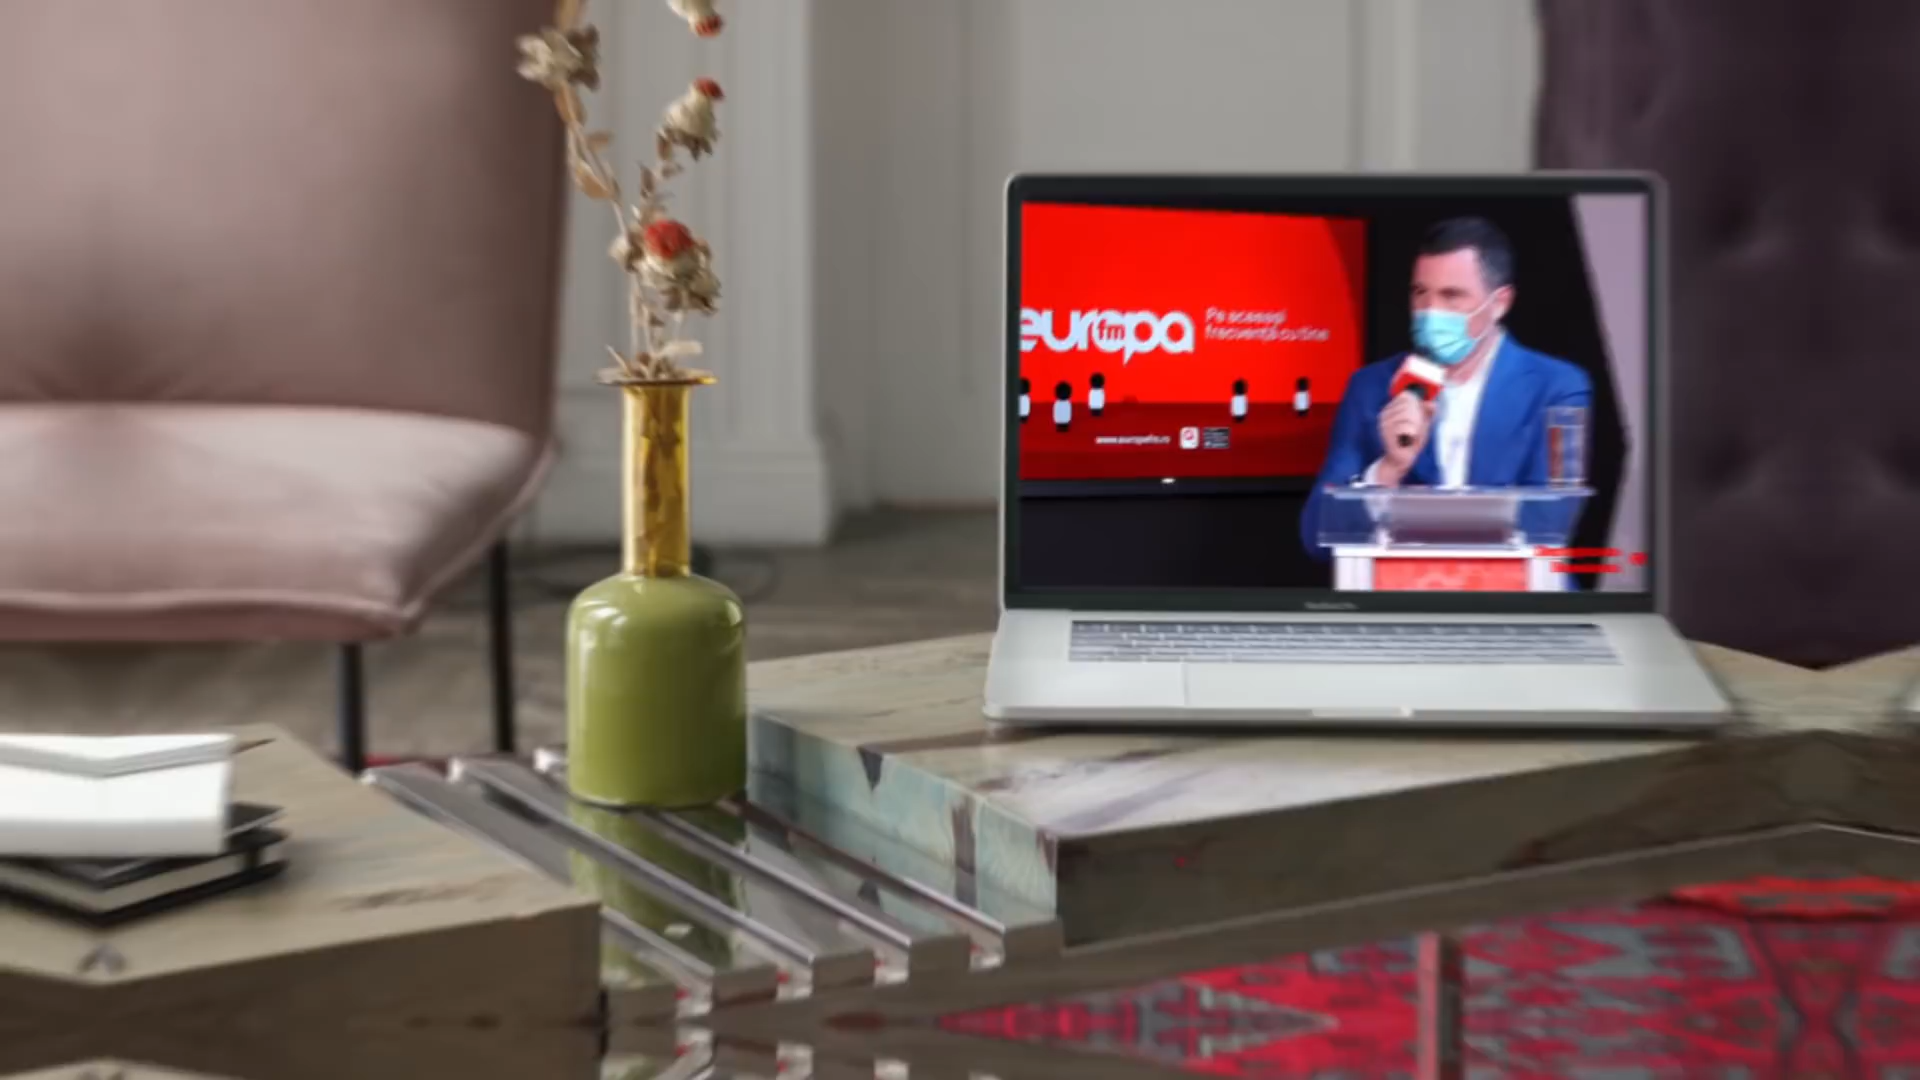 europa
fm
Pe aceeași
frecvență cu tine
www.europafm.ro